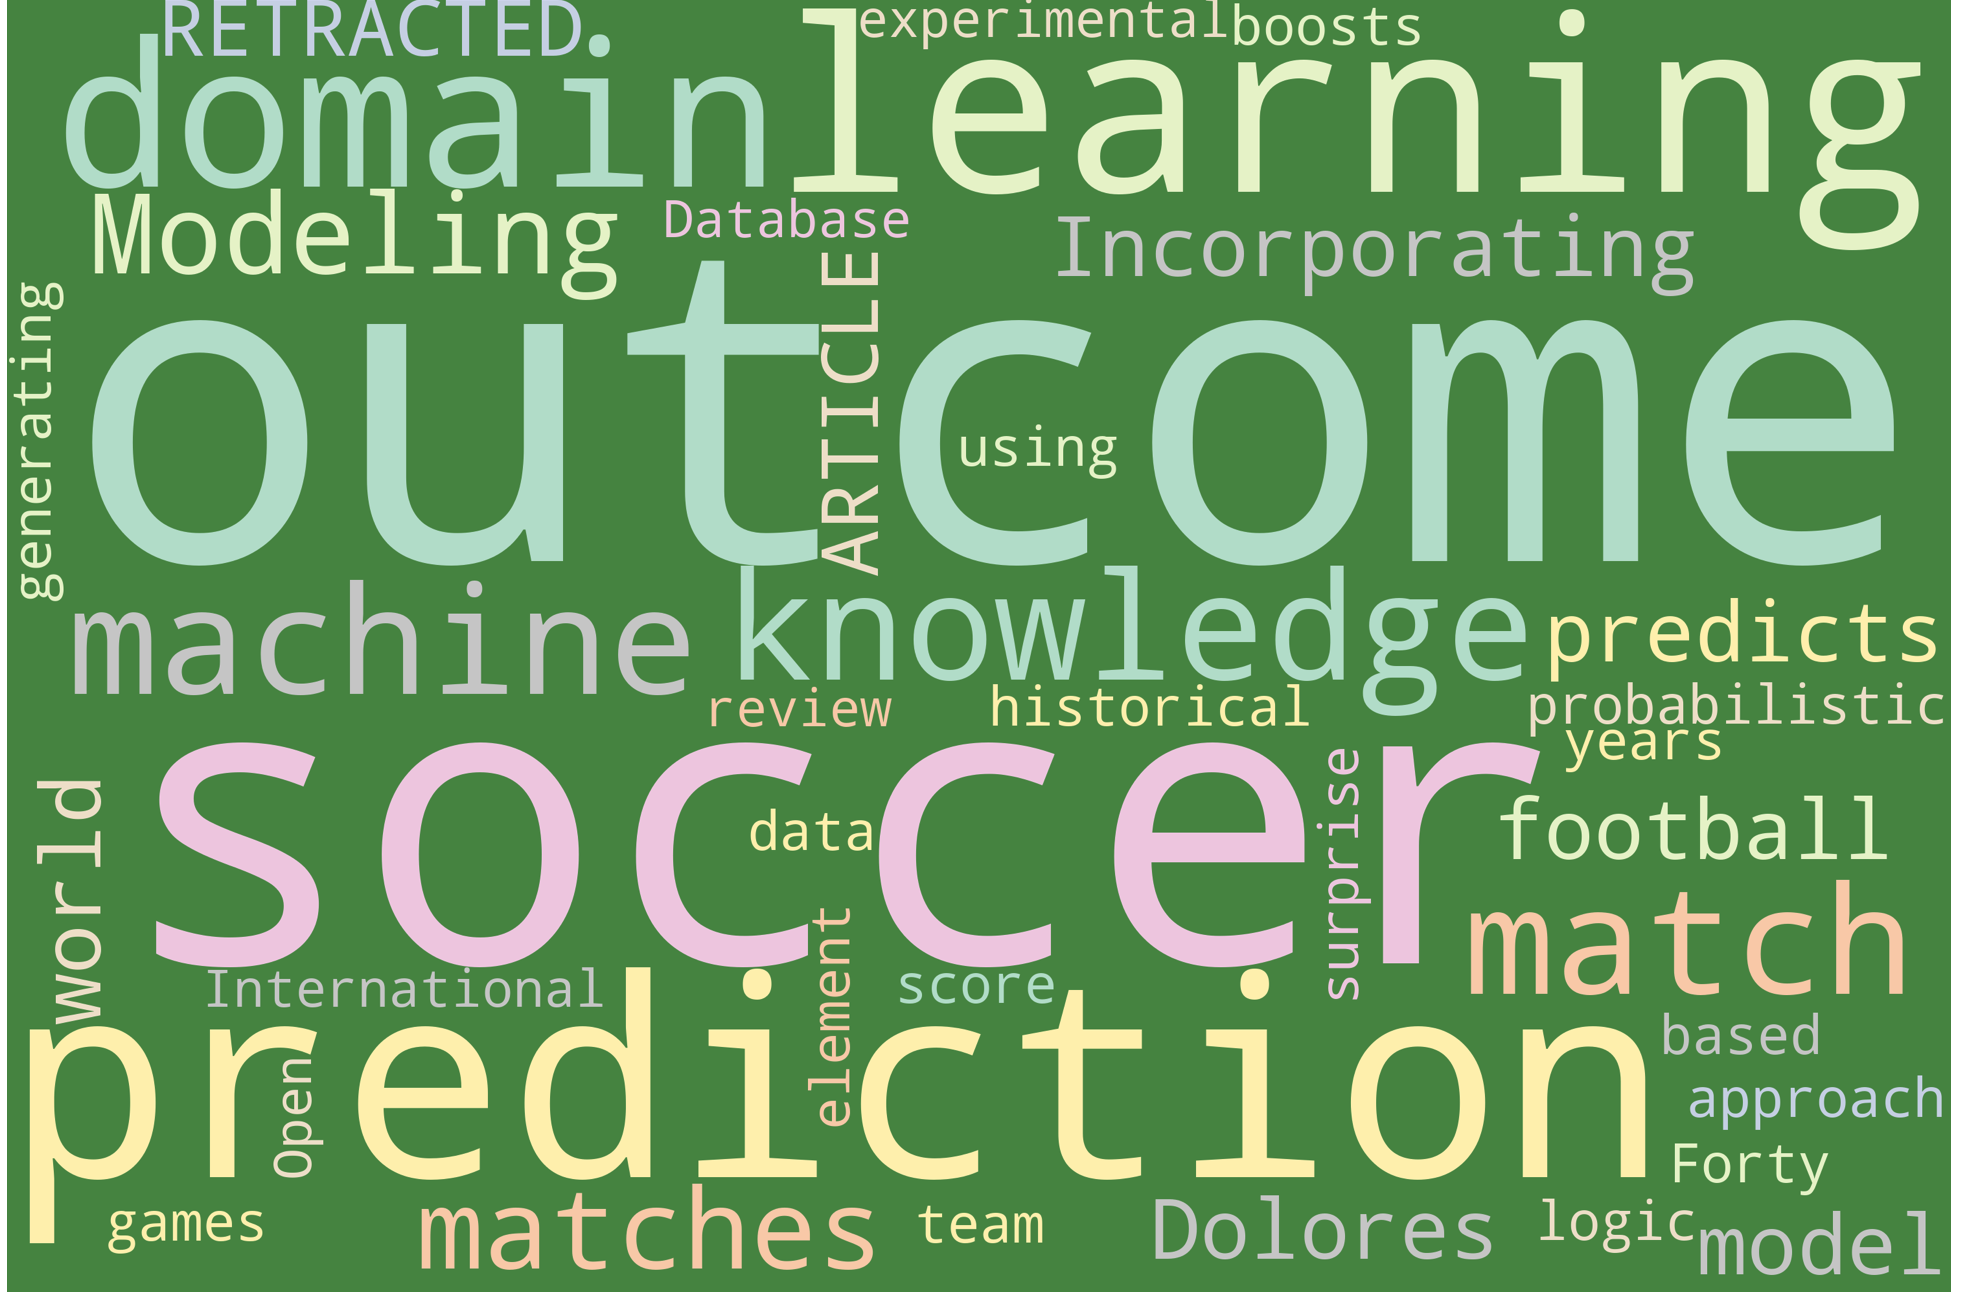 RETRACTED
experimental
boosts
domain
learning
Modeling
Database
Incorporating
generating
outcome
ARTICLE
using
machine
knowledge
predicts
review
historical
probabilistic
years
world
soccer
data
surprise
football
match
International
element
score
prediction
Open
based
approach
Forty
games
matches
team
Dolores
logic
model